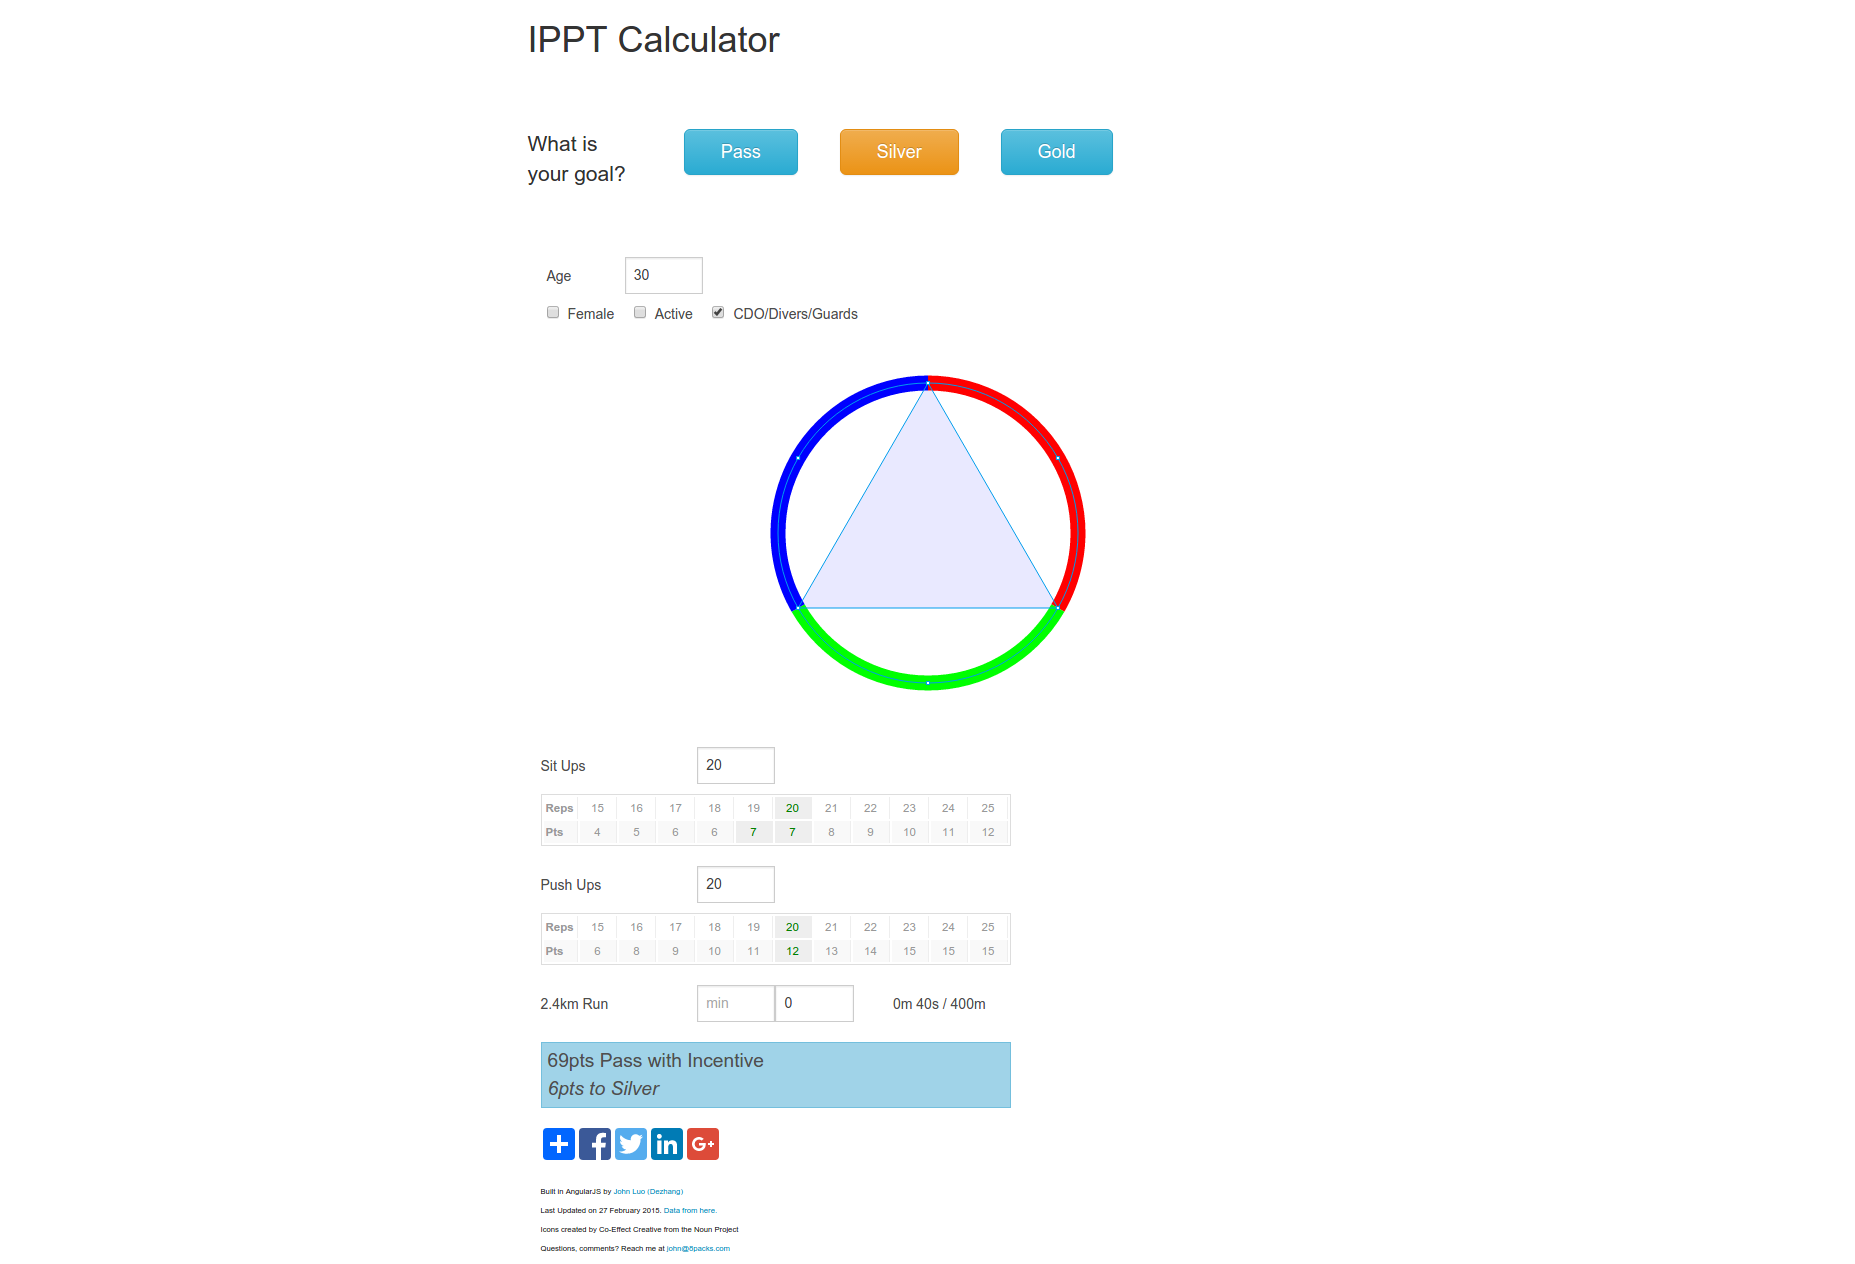 IPPT Calculator
What is
your goal?
Pass
Silver
Gold
Age 30
Female Active CDO/Divers/Guards
Sit Ups 20
Reps 15 16 17 18 19 20 21 22 23 24 25
Pts 4 5 6 6 7 7 8 9 10 11 12
Push Ups 20
Reps 15 16 17 18 19 20 21 22 23 24 25
Pts 6 8 9 10 11 12 13 14 15 15 15
2.4km Run min 0 0m 40s / 400m
69pts Pass with Incentive
6pts to Silver
Built in AngularJS by John Luo (Dezhang)
Last Updated on 27 February 2015. Data from here.
Icons created by Co-Effect Creative from the Noun Project
Questions, comments? Reach me at john@8packs.com